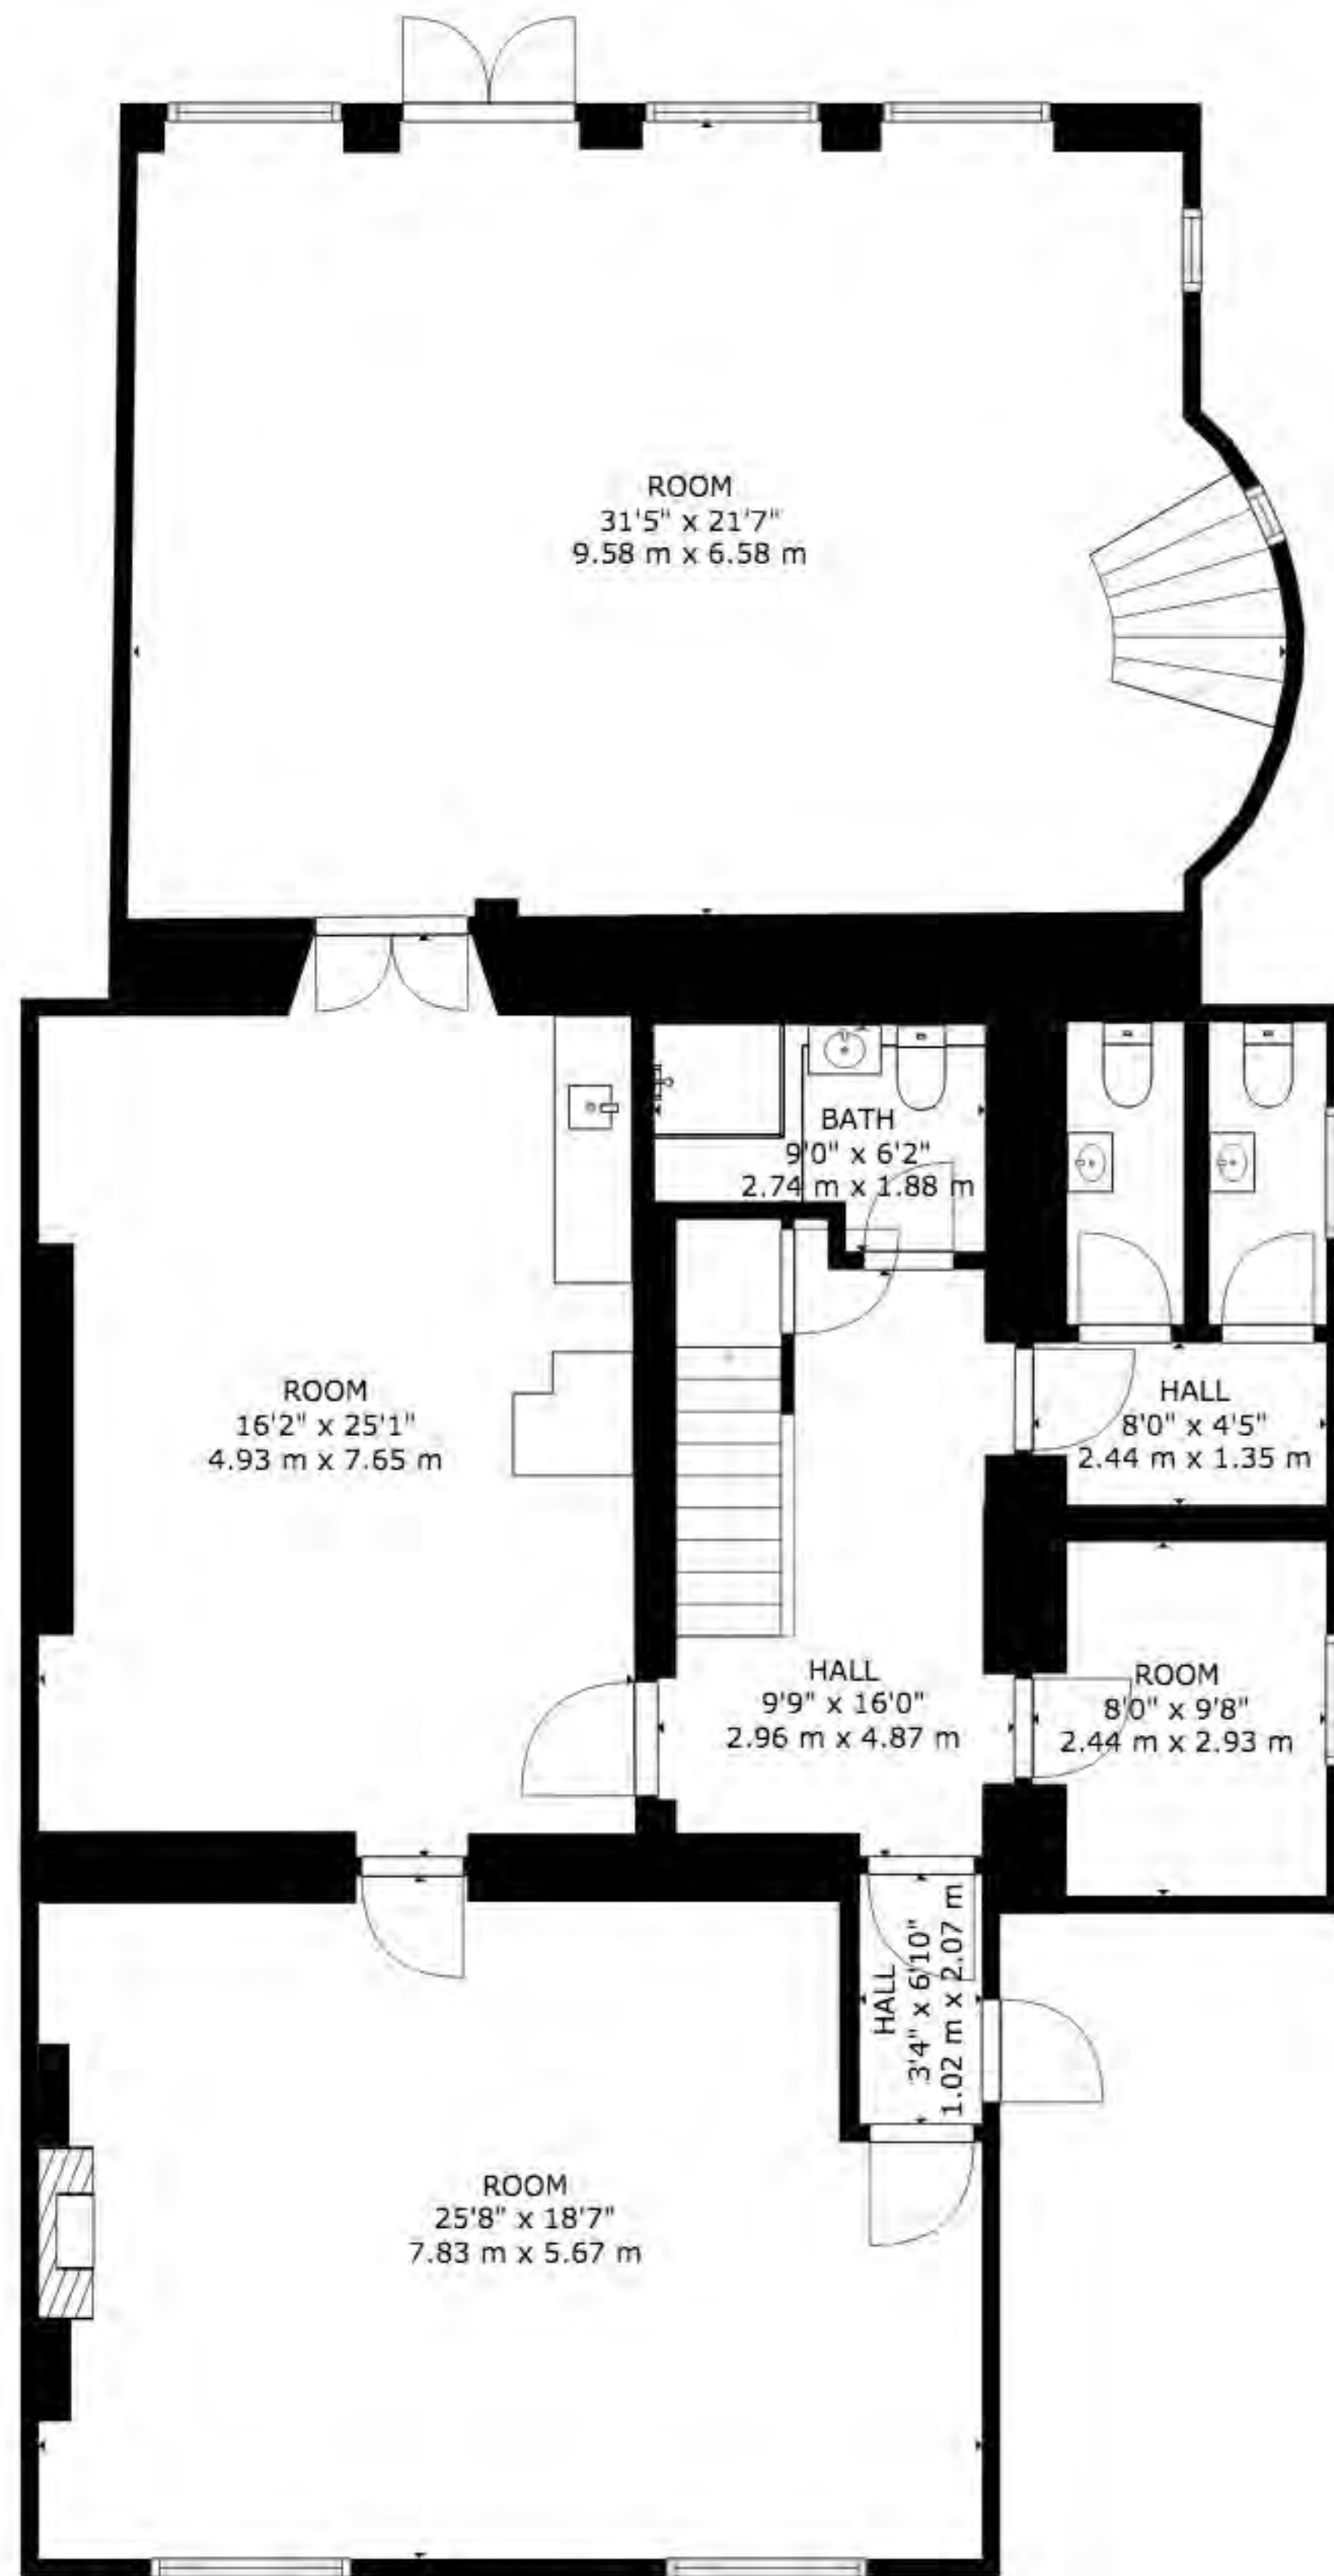 ROOM
31'5" x 21'7"
9.58 m x 6.58 m
BATH
9'0" x 6'2"
2.74 m x 1.88 m
ROOM
16'2" x 25'1"
4.93 m x 7.65 m
HALL
8'0" x 4'5"
2.44 m x 1.35 m
HALL
9'9" x 16'0"
2.96 m x 4.87 m
ROOM
8'0" x 9'8"
2.44 m x 2.93 m
HALL
3'4" x 6'10"
1.02 m x 2.07 m
ROOM
25'8" x 18'7"
7.83 m x 5.67 m